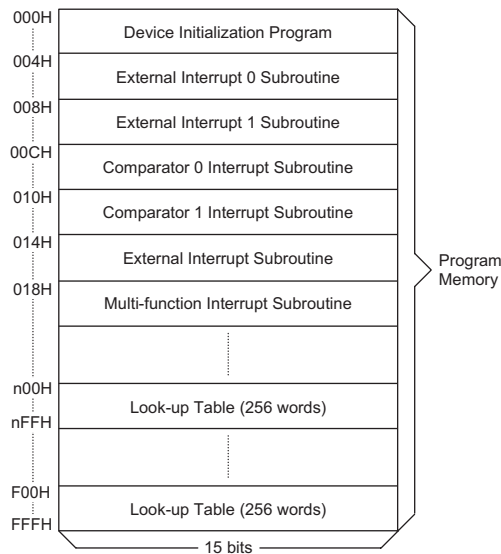 000H
Device Initialization Program
004H
External Interrupt 0 Subroutine
008H
External Interrupt 1 Subroutine
00CH
Comparator 0 Interrupt Subroutine
010H
Comparator 1 Interrupt Subroutine
014H
External Interrupt Subroutine
018H
Multi-function Interrupt Subroutine
Program
Memory
n00H
Look-up Table (256 words)
nFFH
F00H
Look-up Table (256 words)
FFFH
15 bits